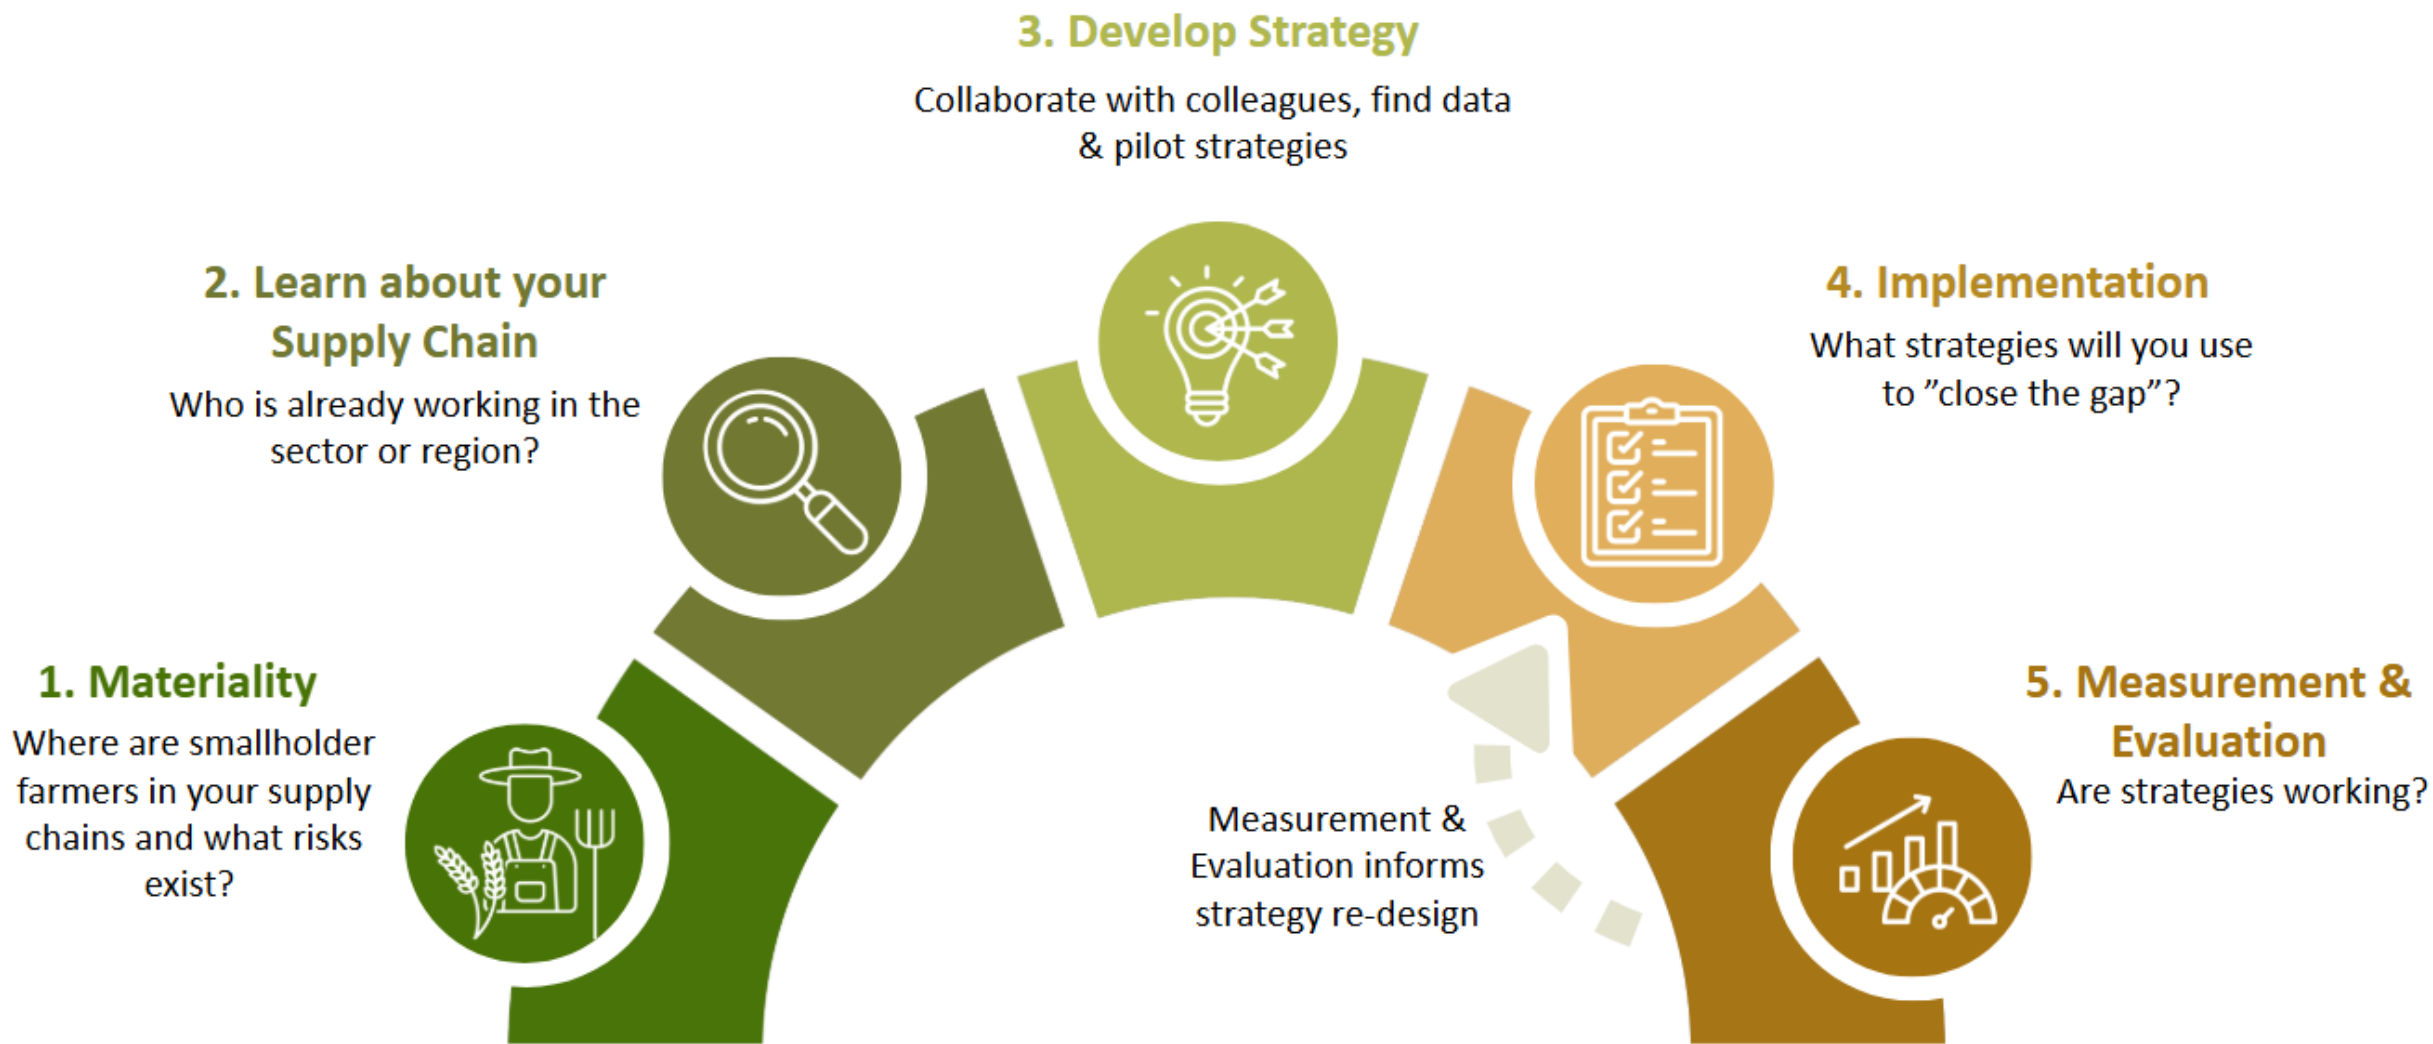 1. Materiality
Where are smallholder
farmers in your supply
chains and what risks
exist?
2. Learn about your
Supply Chain
Who is already working in the
sector or region?
3. Develop Strategy
Collaborate with colleagues, find data
& pilot strategies
4. Implementation
What strategies will you use
to ”close the gap”?
5. Measurement &
Evaluation
Are strategies working?
Measurement &
Evaluation informs
strategy re-design